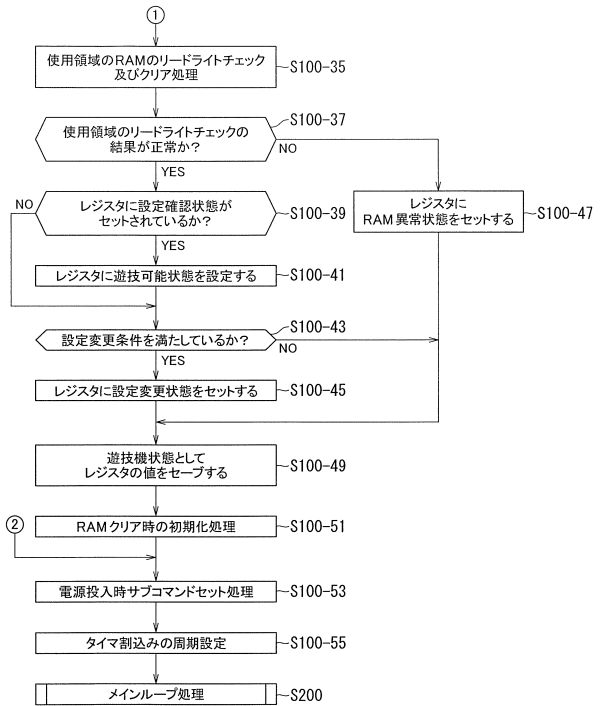 ①
使用領域のRAMのリードライトチェック
及びクリア処理
S100-35
使用領域のリードライトチェックの
結果が正常か?
S100-37
NO
YES
レジスタに設定確認状態が
セットされているか?
S100-39
NO
YES
レジスタに
RAM異常状態をセットする
S100-47
レジスタに遊技可能状態を設定する
S100-41
設定変更条件を満たしているか?
S100-43
NO
YES
レジスタに設定変更状態をセットする
S100-45
遊技機状態として
レジスタの値をセーブする
S100-49
RAMクリア時の初期化処理
S100-51
②
電源投入時サブコマンドセット処理
S100-53
タイマ割込みの周期設定
S100-55
メインループ処理
S200